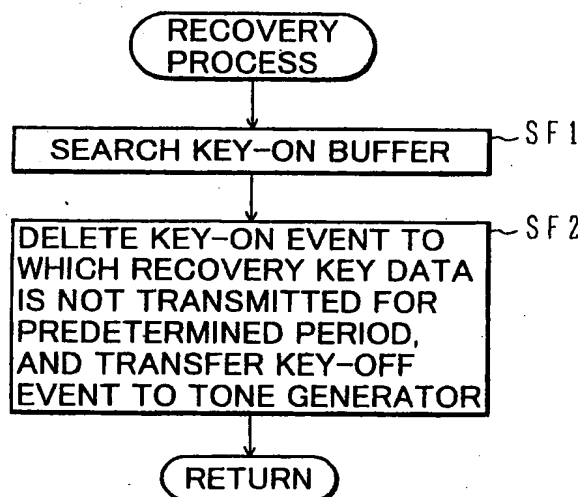 RECOVERY
PROCESS
SEARCH KEY-ON BUFFER
SF1
DELETE KEY-ON EVENT TO
WHICH RECOVERY KEY DATA
IS NOT TRANSMITTED FOR
PREDETERMINED PERIOD,
AND TRANSFER KEY-OFF
EVENT TO TONE GENERATOR
SF2
RETURN